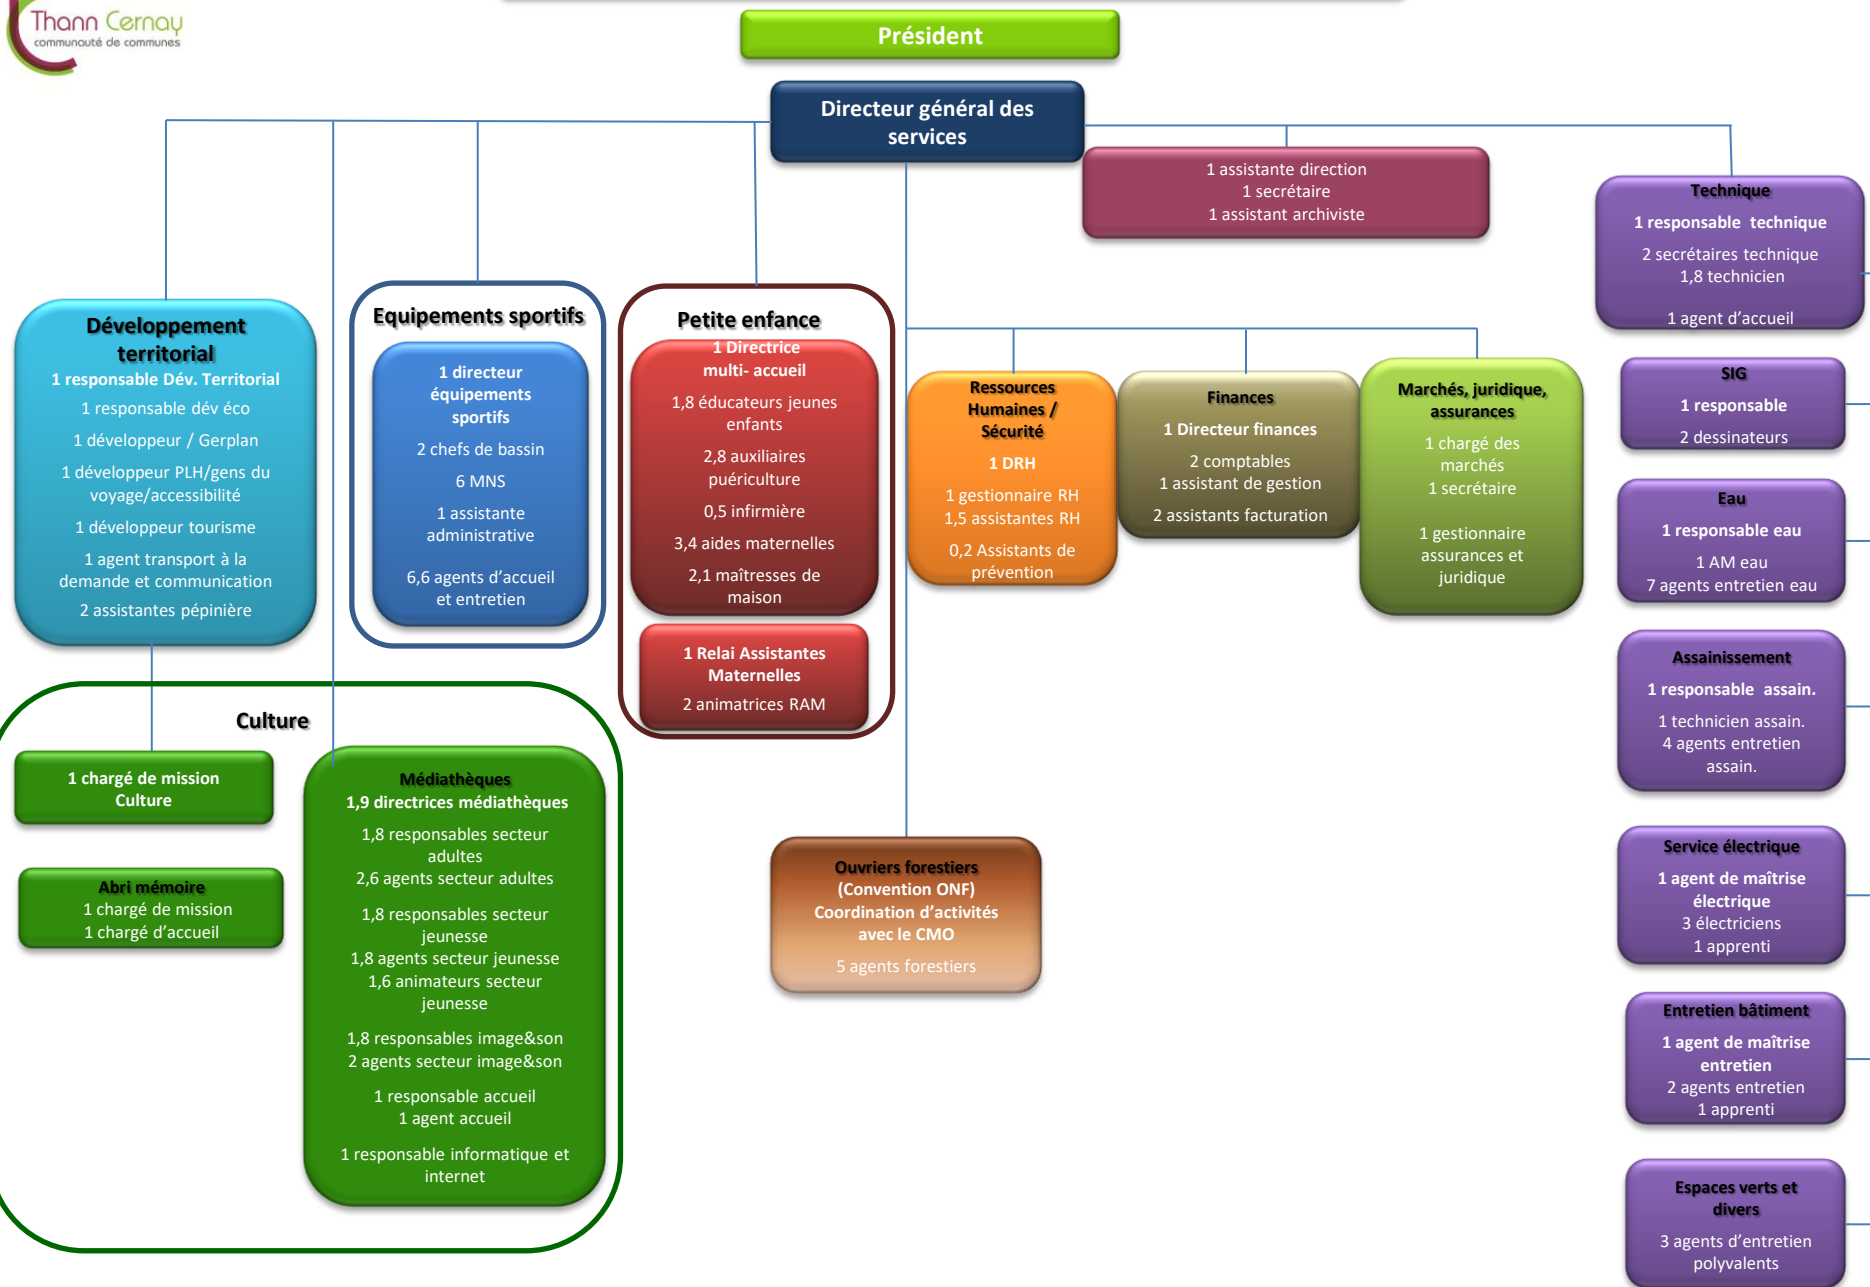 Thann Cernay
communauté de communes
Président
Directeur général des
services
1 assistante direction
1 secrétaire
1 assistant archiviste
Technique
1 responsable technique
2 secrétaires technique
1,8 technicien
1 agent d'accueil
Développement
territorial
1 responsable Dév. Territorial
1 responsable dév éco
1 développeur / Gerplan
1 développeur PLH/gens du
voyage/accessibilité
1 développeur tourisme
1 agent transport à la
demande et communication
2 assistantes pépinière
Equipements sportifs
1 directeur
équipements
sportifs
2 chefs de bassin
6 MNS
1 assistante
administrative
6,6 agents d'accueil
et entretien
Petite enfance
1 Directrice
multi- accueil
1,8 éducateurs jeunes
enfants
2,8 auxiliaires
puériculture
0,5 infirmière
3,4 aides maternelles
2,1 maîtresses de
maison
1 Relai Assistantes
Maternelles
2 animatrices RAM
Ressources
Humaines /
Sécurité
1 DRH
1 gestionnaire RH
1,5 assistantes RH
0,2 Assistants de
prévention
Finances
1 Directeur finances
2 comptables
1 assistant de gestion
2 assistants facturation
Marchés, juridique,
assurances
1 chargé des
marchés
1 secrétaire
1 gestionnaire
assurances et
juridique
SIG
1 responsable
2 dessinateurs
Eau
1 responsable eau
1 AM eau
7 agents entretien eau
Assainissement
1 responsable assain.
1 technicien assain.
4 agents entretien
assain.
Culture
1 chargé de mission
Culture
Abri mémoire
1 chargé de mission
1 chargé d'accueil
Médiathèques
1,9 directrices médiathèques
1,8 responsables secteur
adultes
2,6 agents secteur adultes
1,8 responsables secteur
jeunesse
1,8 agents secteur jeunesse
1,6 animateurs secteur
jeunesse
1,8 responsables image&son
2 agents secteur image&son
1 responsable accueil
1 agent accueil
1 responsable informatique et
internet
Ouvriers forestiers
(Convention ONF)
Coordination d'activités
avec le CMO
5 agents forestiers
Service électrique
1 agent de maîtrise
électrique
3 électriciens
1 apprenti
Entretien bâtiment
1 agent de maîtrise
entretien
2 agents entretien
1 apprenti
Espaces verts et
divers
3 agents d'entretien
polyvalents